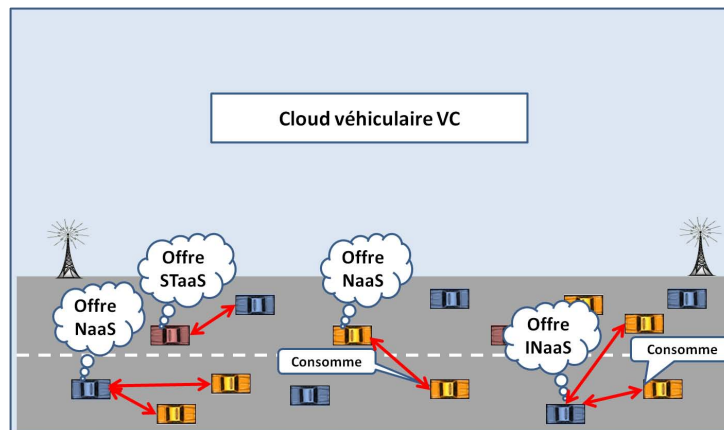 Cloud véhiculaire VC
Offre
STaaS
Offre
NaaS
Offre
NaaS
Offre
INaaS
Consomme
Consomme